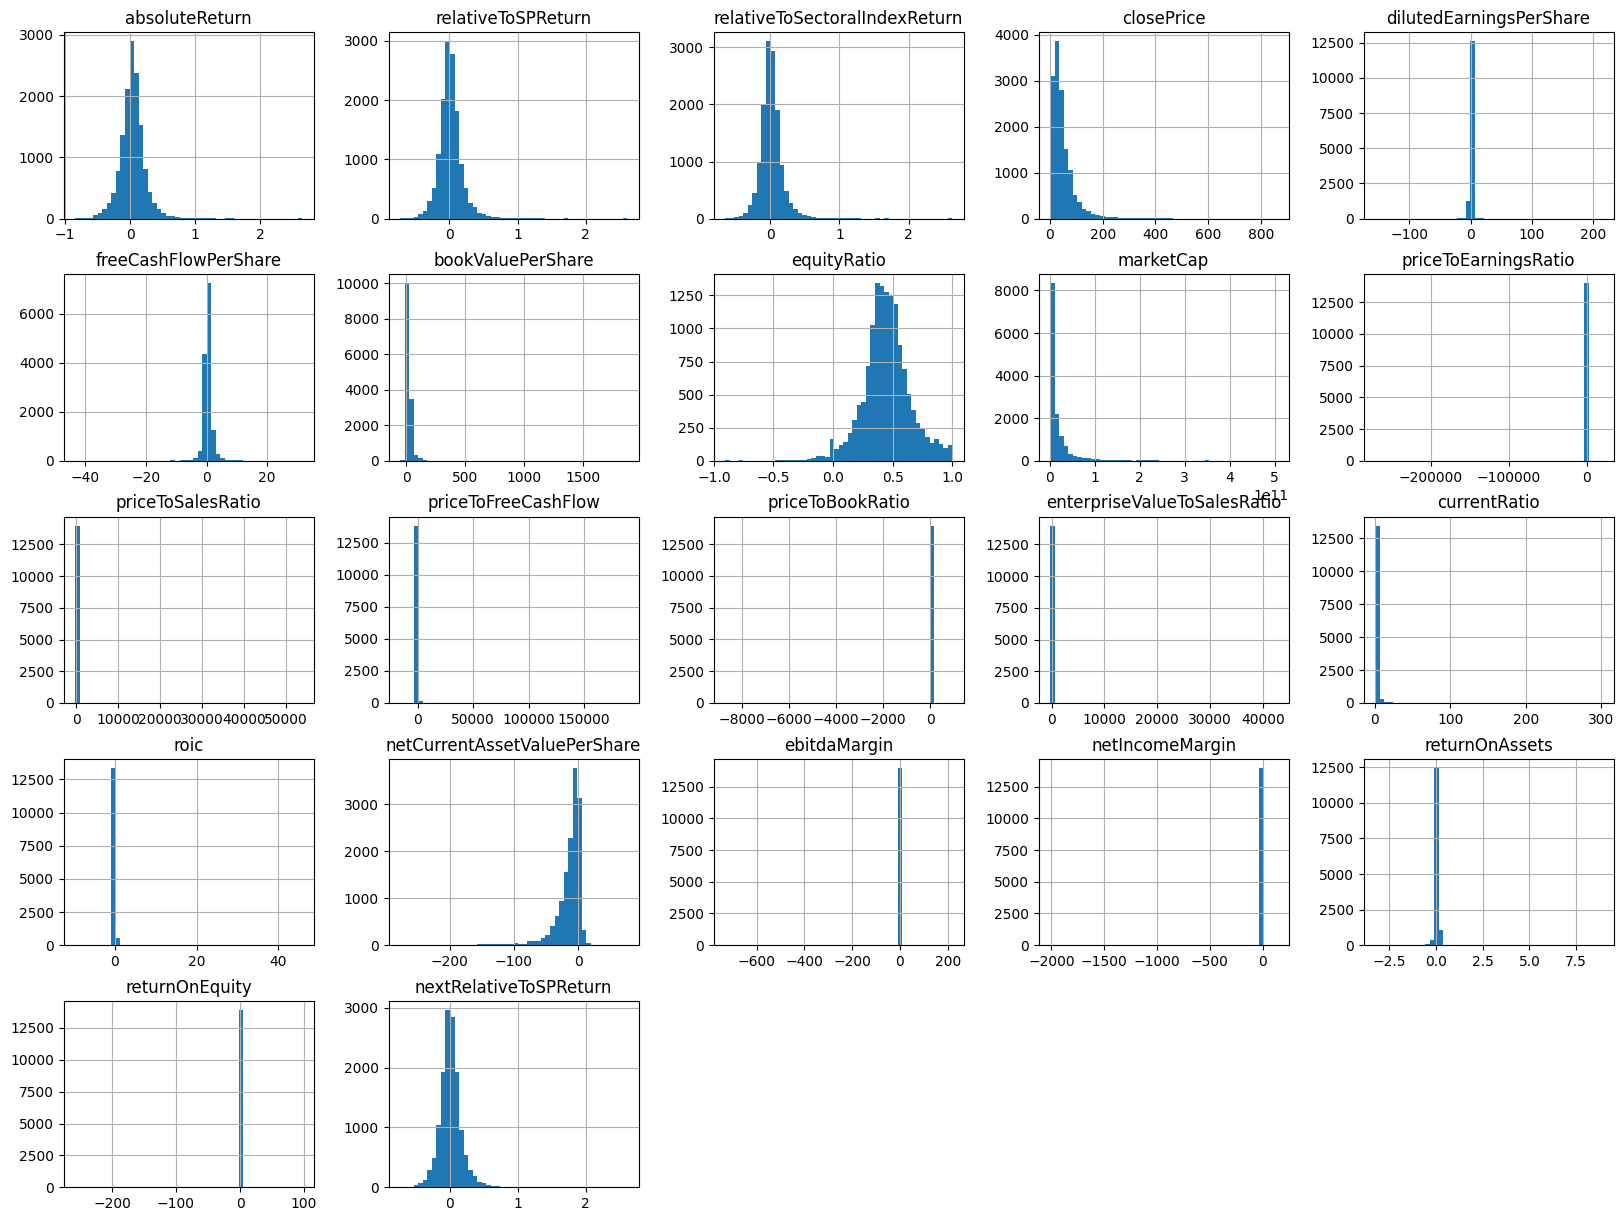 absoluteReturn
relativeToSPReturn
relativeToSectoralIndexReturn
closePrice
dilutedEarningsPerShare
3000
2000
1000
0
−1 0 1 2
3000
2000
1000
0
0 1 2
3000
2000
1000
0
0 1 2
4000
3000
2000
1000
0
0 200 400 600 800
12500
10000
7500
5000
2500
0
−100 0 100 200
freeCashFlowPerShare
bookValuePerShare
equityRatio
marketCap
priceToEarningsRatio
6000
4000
2000
0
−40 −20 0 20
10000
8000
6000
4000
2000
0
0 500 1000 1500
1250
1000
750
500
250
0
−1.0 −0.5 0.0 0.5 1.0
8000
6000
4000
2000
0
0 1 2 3 4 5
1e11
12500
10000
7500
5000
2500
0
−200000 −100000 0
priceToSalesRatio
priceToFreeCashFlow
priceToBookRatio
enterpriseValueToSalesRatio
currentRatio
12500
10000
7500
5000
2500
0
0 10000 20000 30000 40000 50000
12500
10000
7500
5000
2500
0
0 50000 100000 150000
12500
10000
7500
5000
2500
0
−8000 −6000 −4000 −2000 0
12500
10000
7500
5000
2500
0
0 10000 20000 30000 40000
12500
10000
7500
5000
2500
0
0 100 200 300
roic
netCurrentAssetValuePerShare
ebitdaMargin
netIncomeMargin
returnOnAssets
12500
10000
7500
5000
2500
0
0 20 40
3000
2000
1000
0
−200 −100 0
12500
10000
7500
5000
2500
0
−600 −400 −200 0 200
12500
10000
7500
5000
2500
0
−2000 −1500 −1000 −500 0
12500
10000
7500
5000
2500
0
−2.5 0.0 2.5 5.0 7.5
returnOnEquity
nextRelativeToSPReturn
12500
10000
7500
5000
2500
0
−200 −100 0 100
3000
2000
1000
0
0 1 2